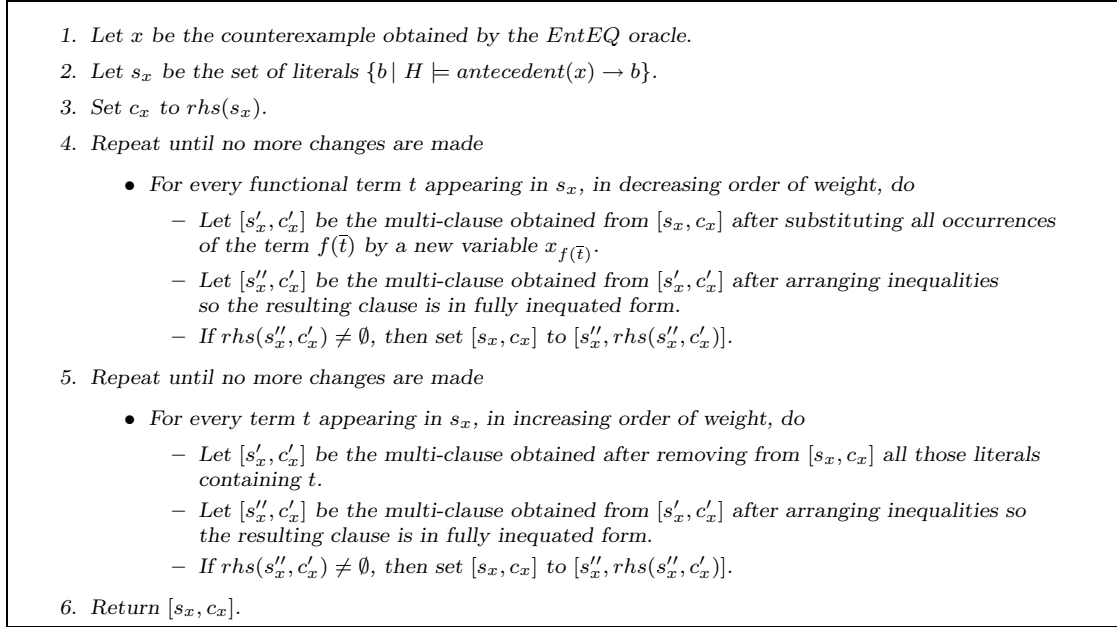 1. Let x be the counterexample obtained by the EntEQ oracle.
2. Let s_x be the set of literals {b | H ⊨ antecedent(x) → b}.
3. Set c_x to rhs(s_x).
4. Repeat until no more changes are made
• For every functional term t appearing in s_x, in decreasing order of weight, do
– Let [s′_x, c′_x] be the multi-clause obtained from [s_x, c_x] after substituting all occurrences
of the term f(t̅) by a new variable x_{f(t̅)}.
– Let [s′′_x, c′_x] be the multi-clause obtained from [s′_x, c′_x] after arranging inequalities
so the resulting clause is in fully inequated form.
– If rhs(s′′_x, c′_x) ≠ ∅, then set [s_x, c_x] to [s′′_x, rhs(s′′_x, c′_x)].
5. Repeat until no more changes are made
• For every term t appearing in s_x, in increasing order of weight, do
– Let [s′_x, c′_x] be the multi-clause obtained after removing from [s_x, c_x] all those literals
containing t.
– Let [s′′_x, c′_x] be the multi-clause obtained from [s′_x, c′_x] after arranging inequalities so
the resulting clause is in fully inequated form.
– If rhs(s′′_x, c′_x) ≠ ∅, then set [s_x, c_x] to [s′′_x, rhs(s′′_x, c′_x)].
6. Return [s_x, c_x].